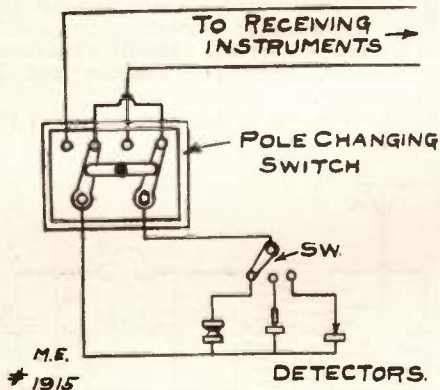 TO RECEIVING
INSTRUMENTS
POLE CHANGING
SWITCH
SW.
M.E.
# 1915
DETECTORS.